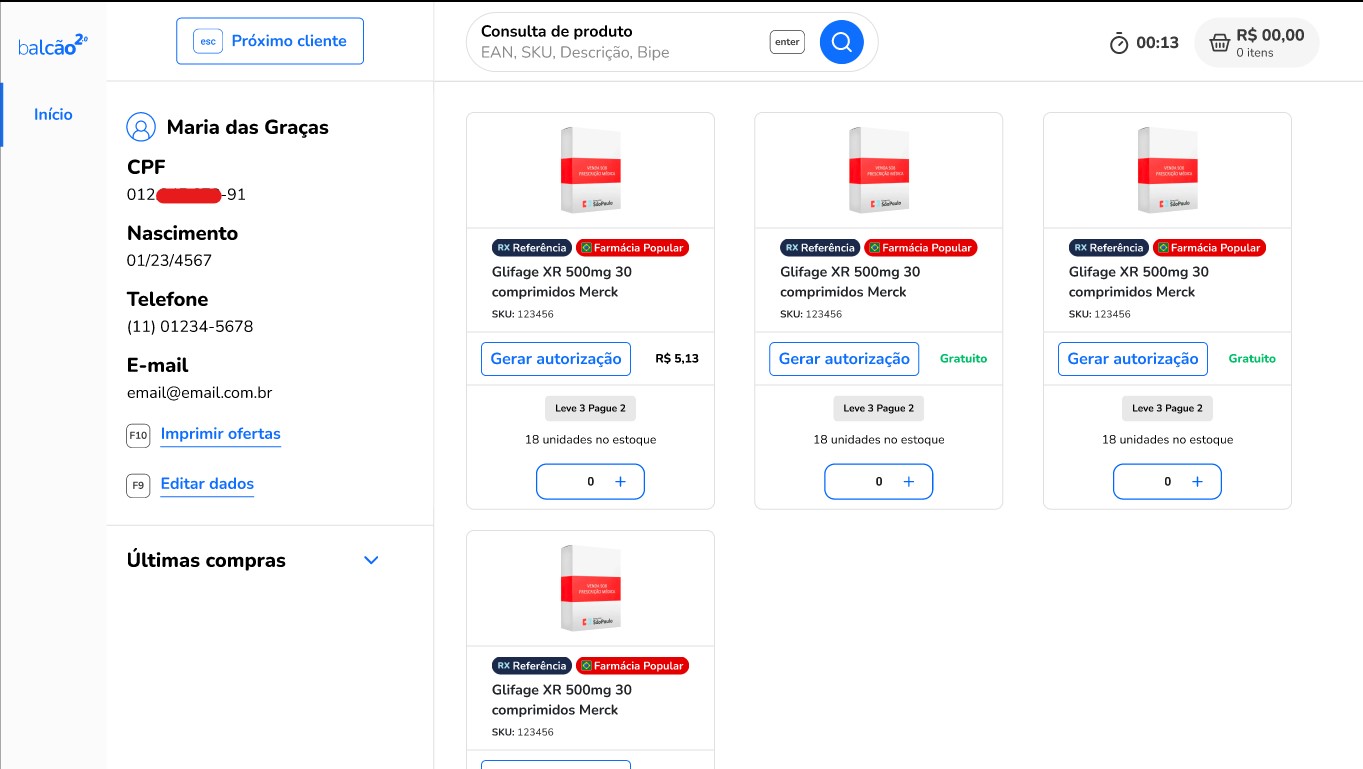 balcão2.0
esc Próximo cliente
Consulta de produto
EAN, SKU, Descrição, Bipe
enter
00:13
R$ 00,00
0 itens
Início
Maria das Graças
CPF
012 -91
Nascimento
01/23/4567
Telefone
(11) 01234-5678
E-mail
email@email.com.br
F10 Imprimir ofertas
F9 Editar dados
Últimas compras
VENDA SOB
PRESCRIÇÃO MÉDICA
SãoPaulo
RX Referência Farmácia Popular
Glifage XR 500mg 30
comprimidos Merck
SKU: 123456
Gerar autorização R$ 5,13
Leve 3 Pague 2
18 unidades no estoque
0 +
VENDA SOB
PRESCRIÇÃO MÉDICA
SãoPaulo
RX Referência Farmácia Popular
Glifage XR 500mg 30
comprimidos Merck
SKU: 123456
Gerar autorização Gratuito
Leve 3 Pague 2
18 unidades no estoque
0 +
VENDA SOB
PRESCRIÇÃO MÉDICA
SãoPaulo
RX Referência Farmácia Popular
Glifage XR 500mg 30
comprimidos Merck
SKU: 123456
Gerar autorização Gratuito
Leve 3 Pague 2
18 unidades no estoque
0 +
VENDA SOB
PRESCRIÇÃO MÉDICA
SãoPaulo
RX Referência Farmácia Popular
Glifage XR 500mg 30
comprimidos Merck
SKU: 123456